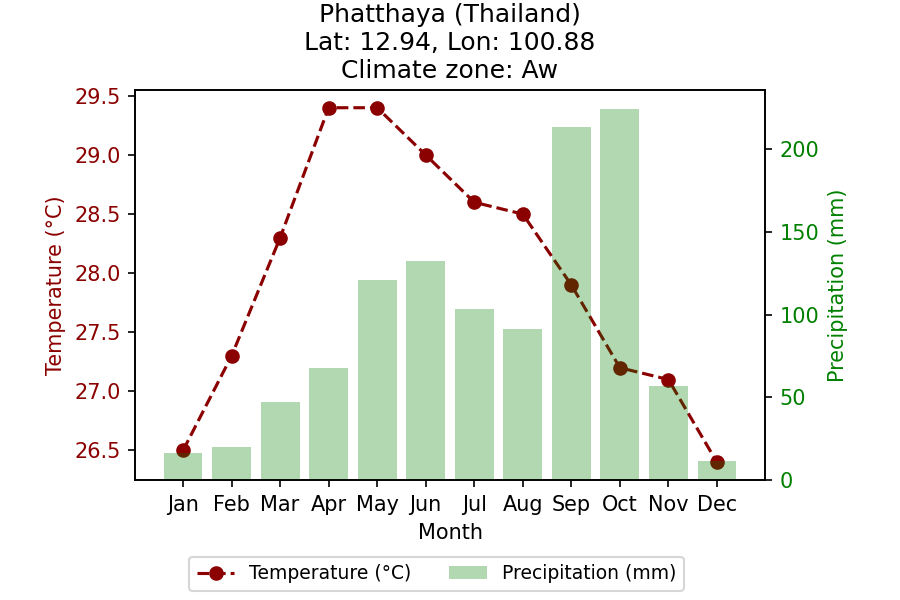 Phatthaya (Thailand)
Lat: 12.94, Lon: 100.88
Climate zone: Aw
29.5
29.0
28.5
28.0
27.5
27.0
26.5
Temperature (°C)
200
150
100
50
0
Precipitation (mm)
Jan Feb Mar Apr May Jun Jul Aug Sep Oct Nov Dec
Month
Temperature (°C) Precipitation (mm)